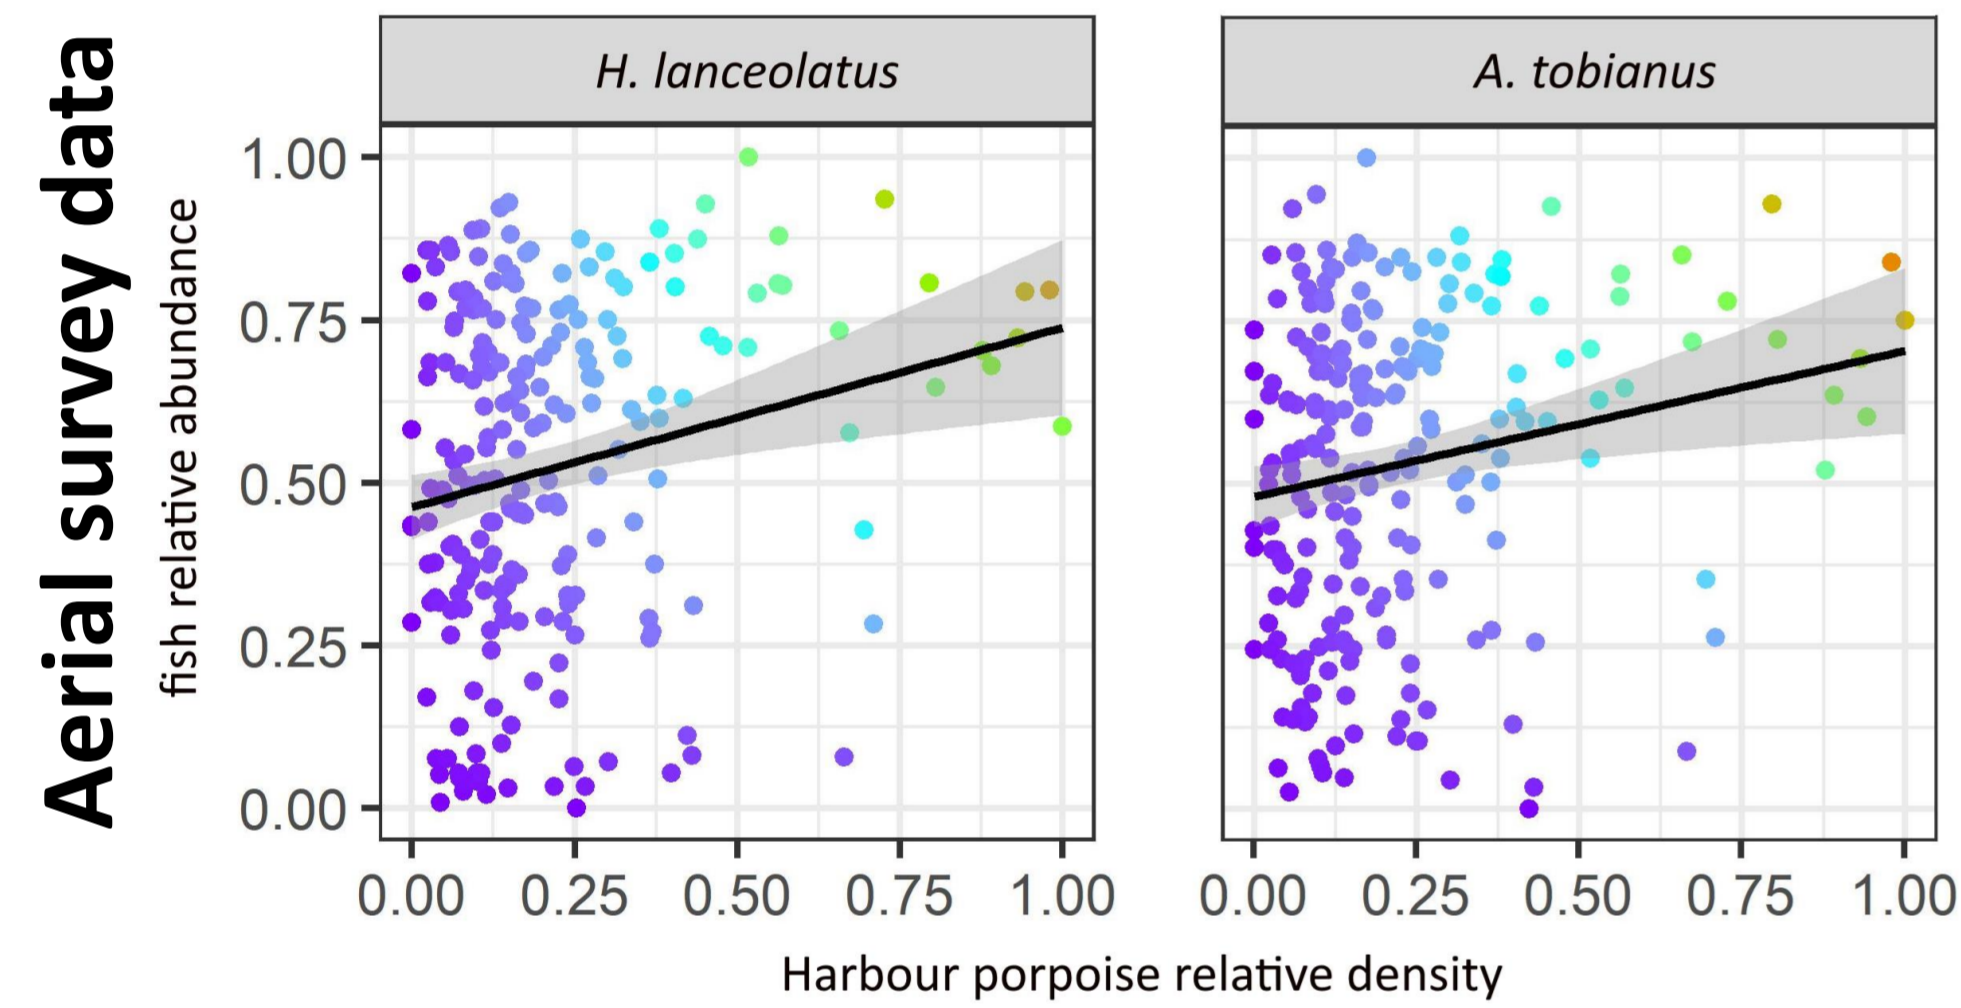 Aerial survey data
fish relative abundance
H. lanceolatus
A. tobianus
1.00
0.75
0.50
0.25
0.00
0.00 0.25 0.50 0.75 1.00
0.00 0.25 0.50 0.75 1.00
Harbour porpoise relative density